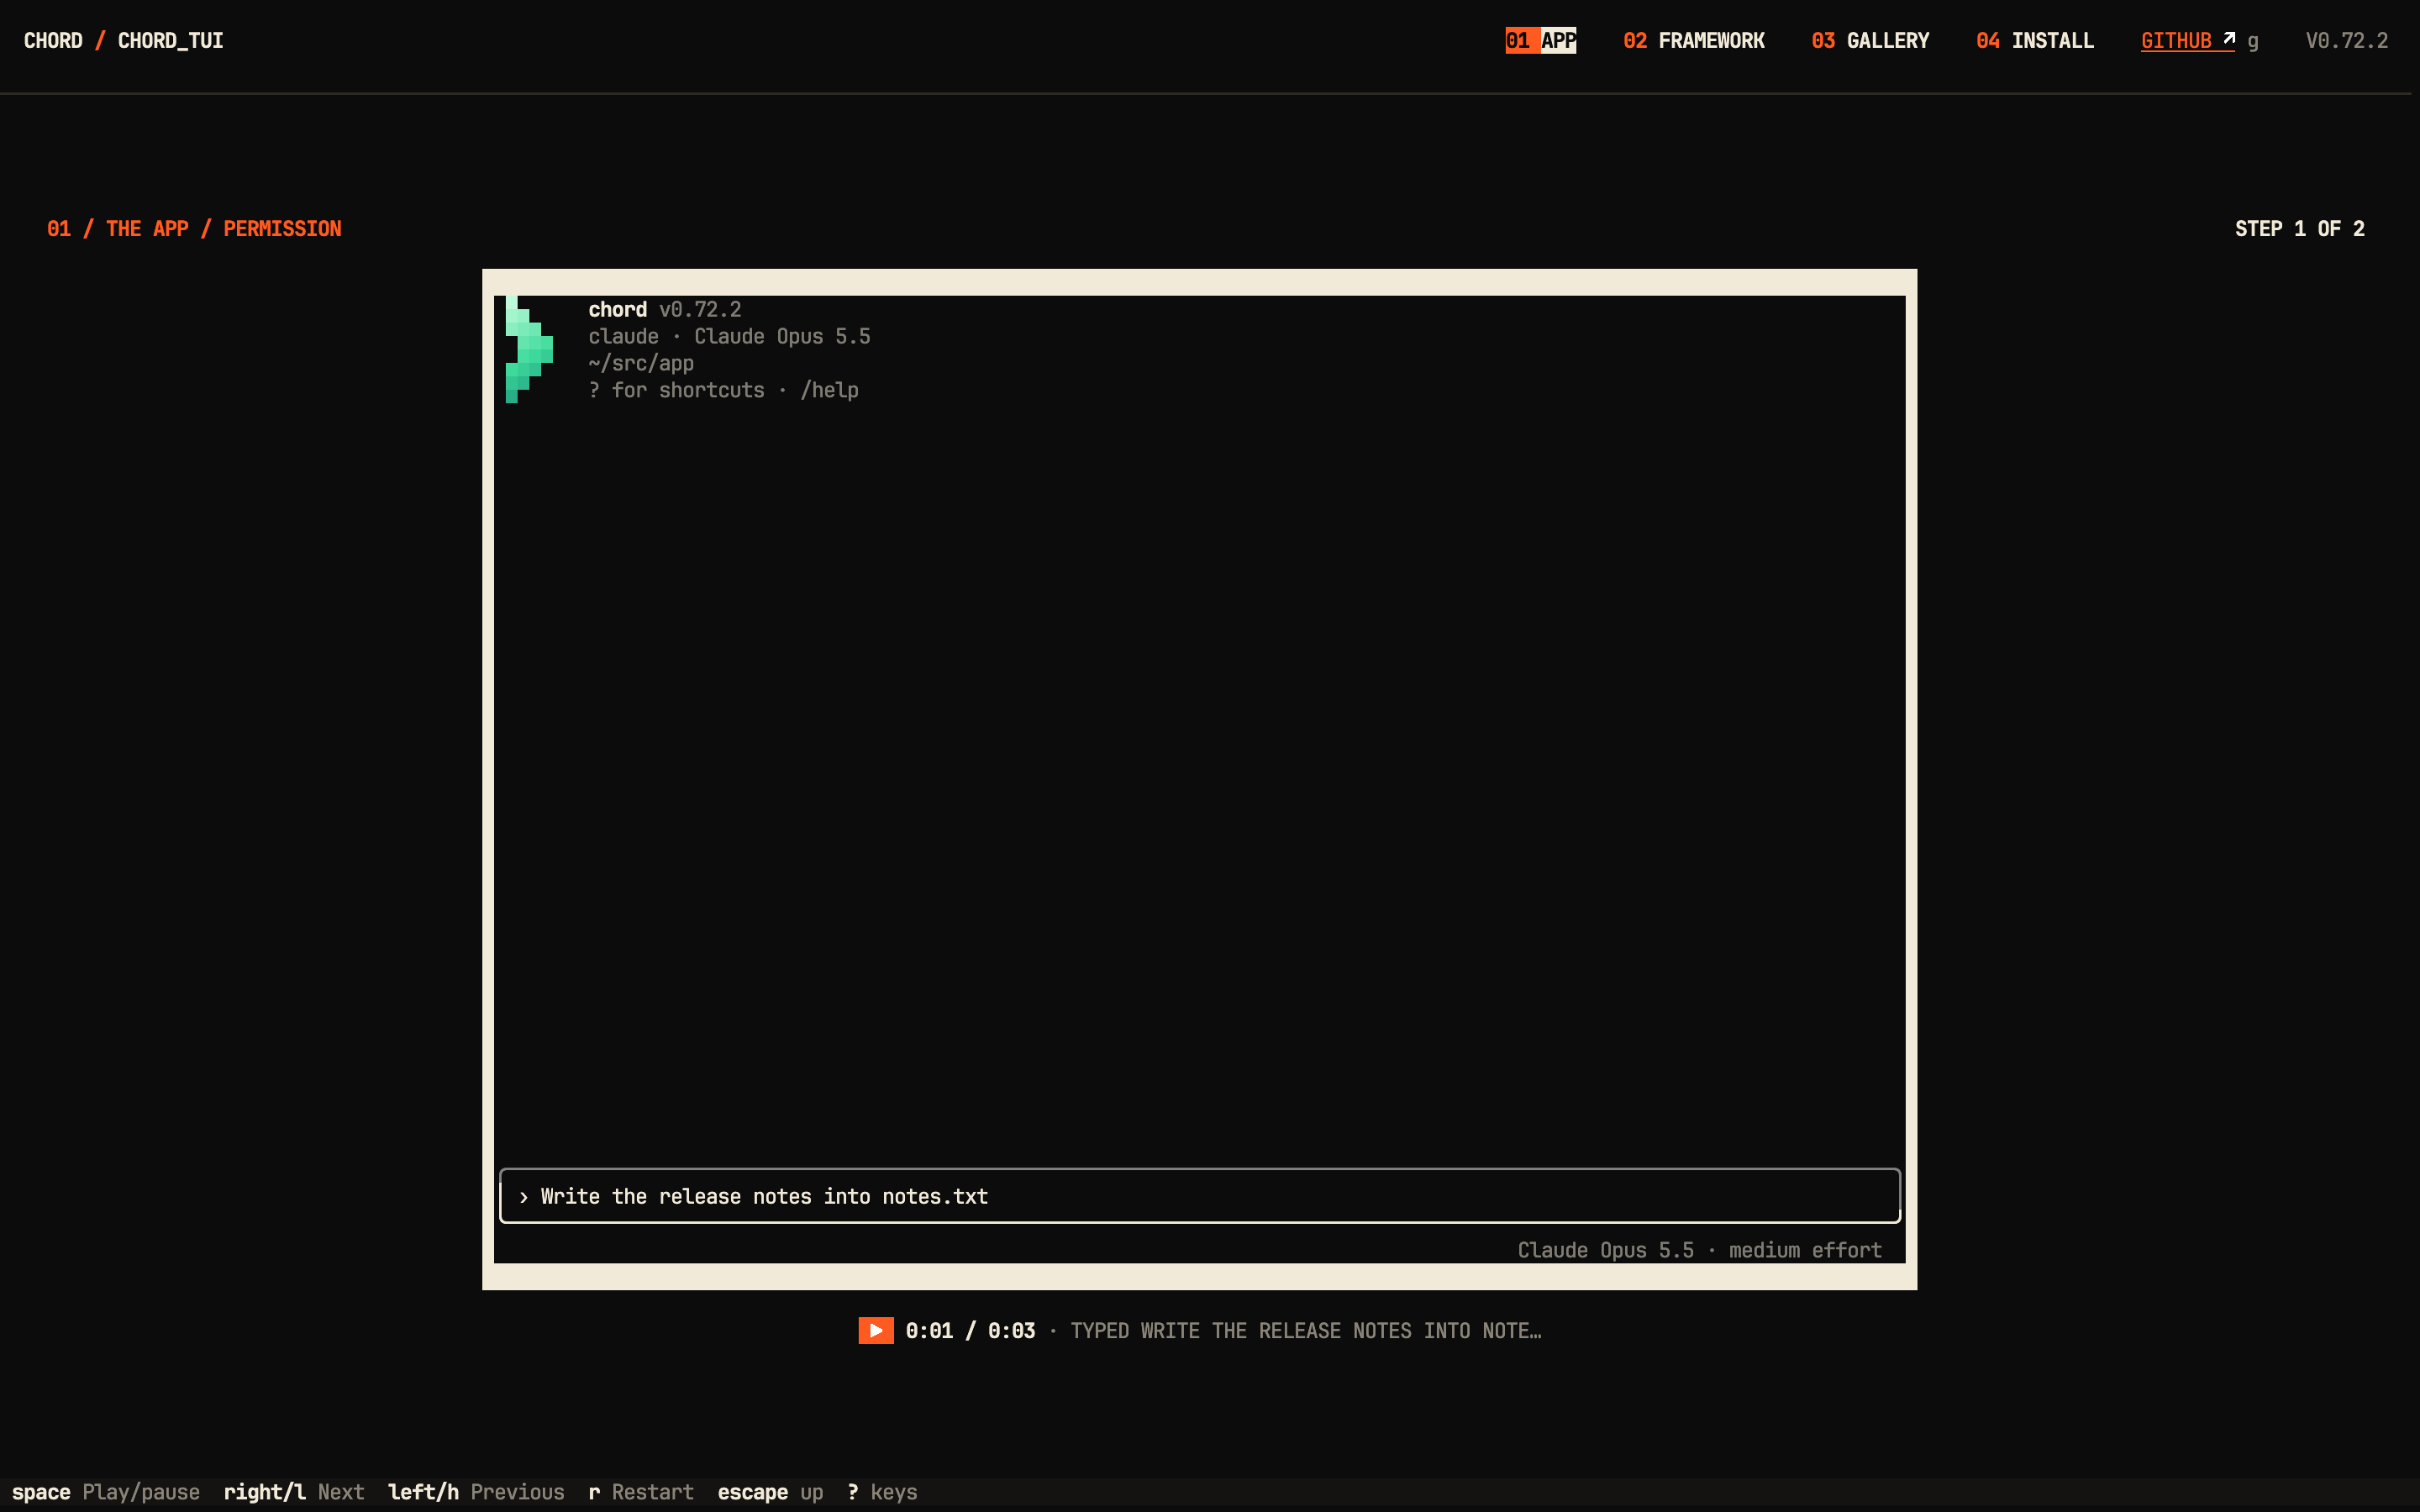 CHORD / CHORD_TUI 01 APP 02 FRAMEWORK 03 GALLERY 04 INSTALL GITHUB ↗ g V0.72.2
01 / THE APP / PERMISSION STEP 1 OF 2
chord v0.72.2
claude · Claude Opus 5.5
~/src/app
? for shortcuts · /help
› Write the release notes into notes.txt
Claude Opus 5.5 · medium effort
0:01 / 0:03 · TYPED WRITE THE RELEASE NOTES INTO NOTE…
space Play/pause right/l Next left/h Previous r Restart escape up ? keys